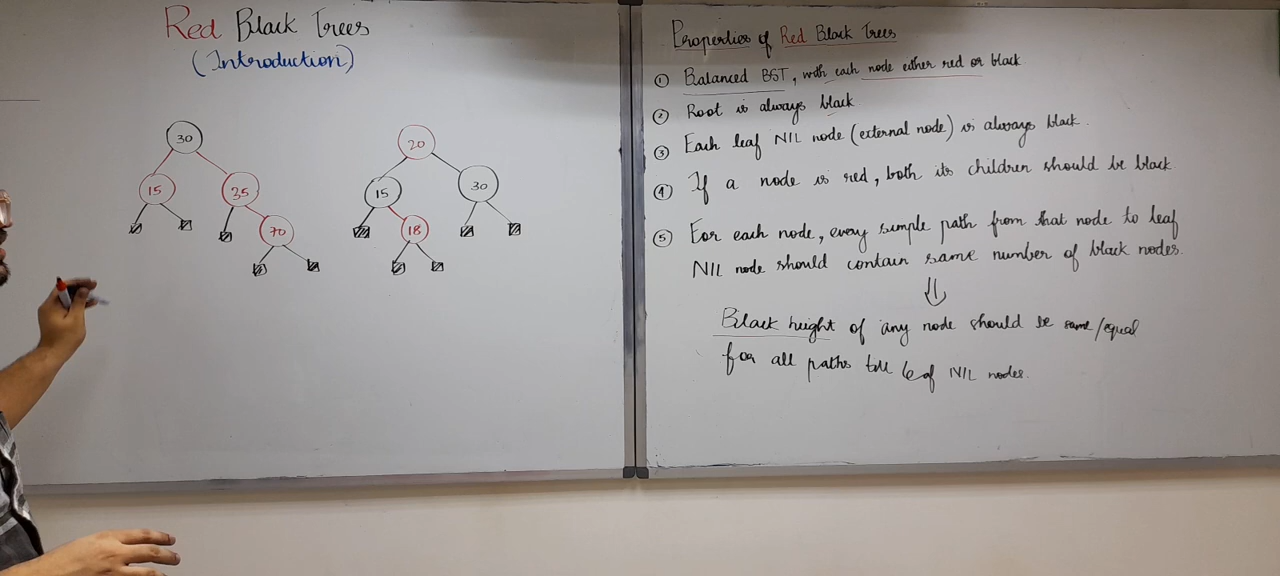 Red Black Trees
(Introduction)
30
15
35
70
20
15
30
18
Properties of Red Black Trees
① Balanced BST, with each node either red or black
② Root is always black.
③ Each leaf NIL node (external node) is always black.
④ If a node is red, both its children should be black
⑤ For each node, every simple path from that node to leaf
NIL node should contain same number of black nodes.
⇓
Black height of any node should be same/equal
for all paths till leaf NIL nodes.